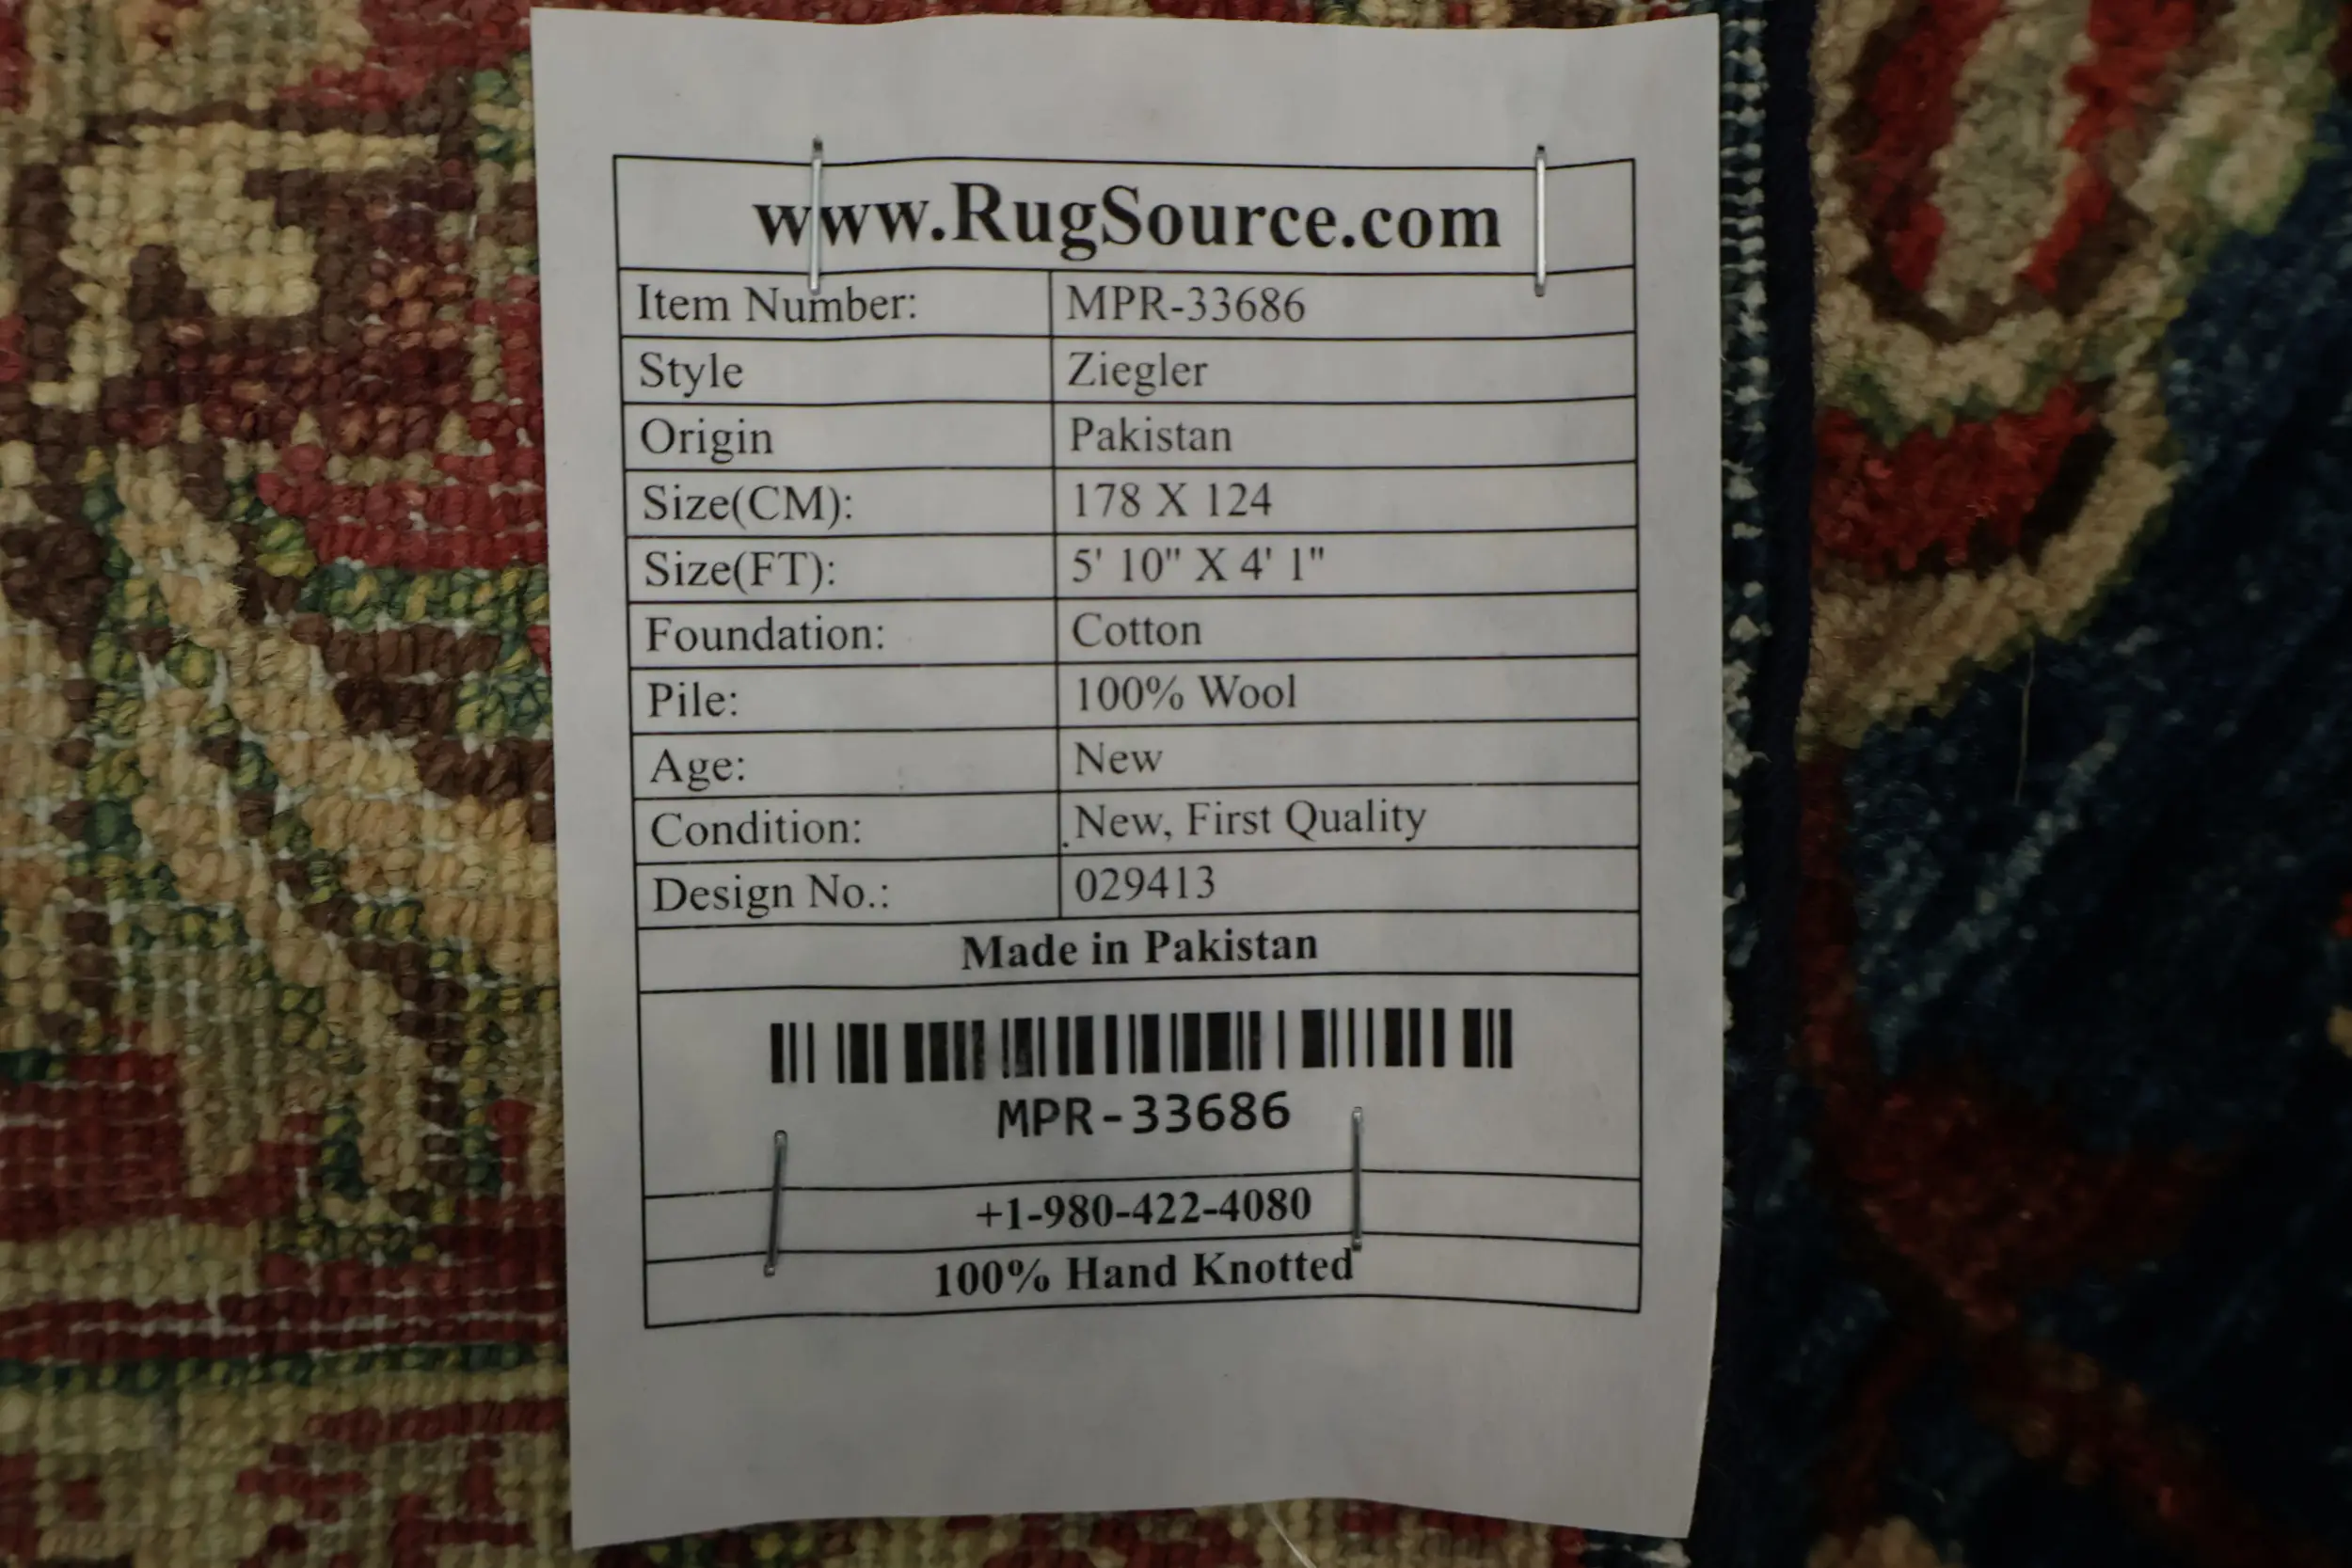 www.RugSource.com
Item Number: MPR-33686
Style Ziegler
Origin Pakistan
Size(CM): 178 X 124
Size(FT): 5' 10" X 4' 1"
Foundation: Cotton
Pile: 100% Wool
Age: New
Condition: New, First Quality
Design No.: 029413
Made in Pakistan
MPR-33686
+1-980-422-4080
100% Hand Knotted